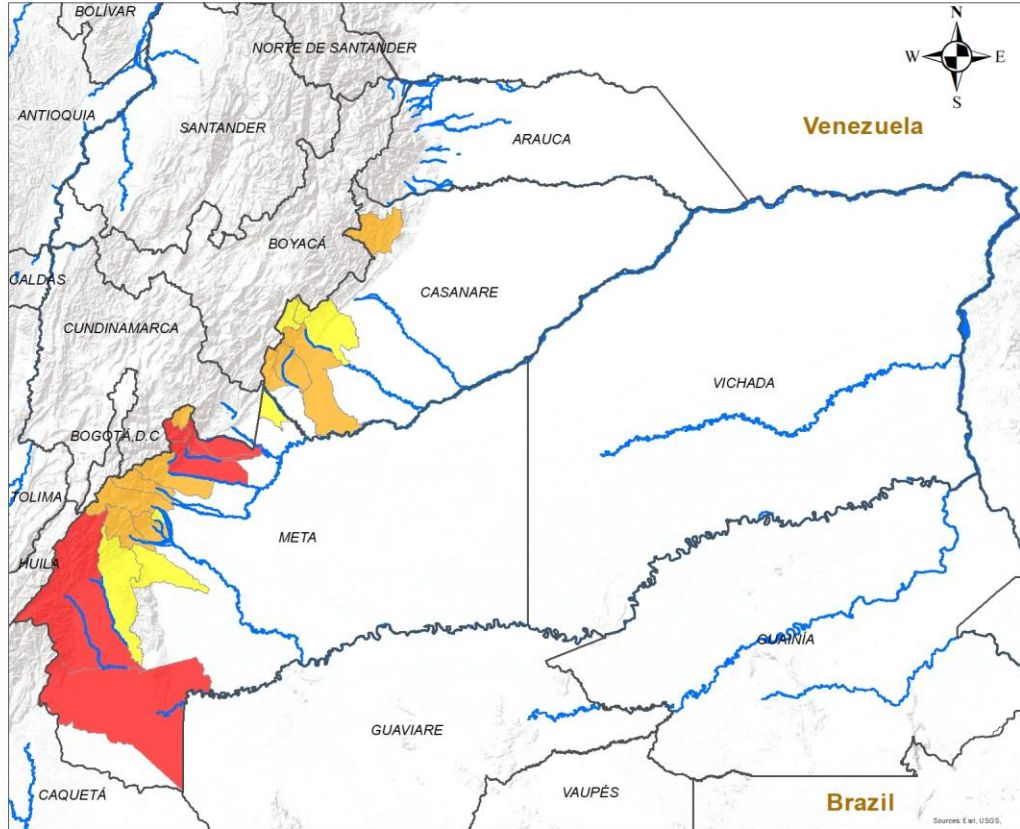 BOLÍVAR
N
NORTE DE SANTANDER
W
E
S
ANTIOQUIA
SANTANDER
ARAUCA
Venezuela
BOYACÁ
CALDAS
CASANARE
CUNDINAMARCA
VICHADA
BOGOTÁ,D.C
TOLIMA
META
HUILA
GUAINÍA
GUAVIARE
CAQUETÁ
VAUPÉS
Brazil
Sources: Esri, USGS,